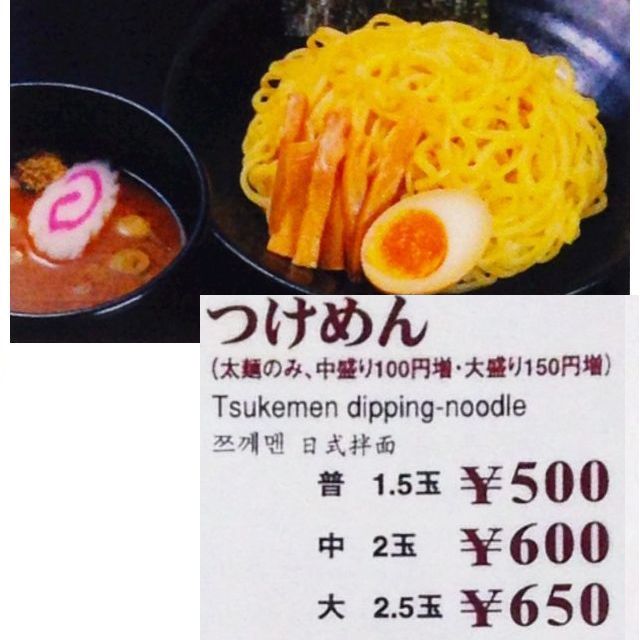 つけめん
(太麺のみ、中盛り100円増・大盛り150円増)
Tsukemen dipping-noodle
쯔께멘 日式拌面
普 1.5玉 ¥500
中 2玉 ¥600
大 2.5玉 ¥650